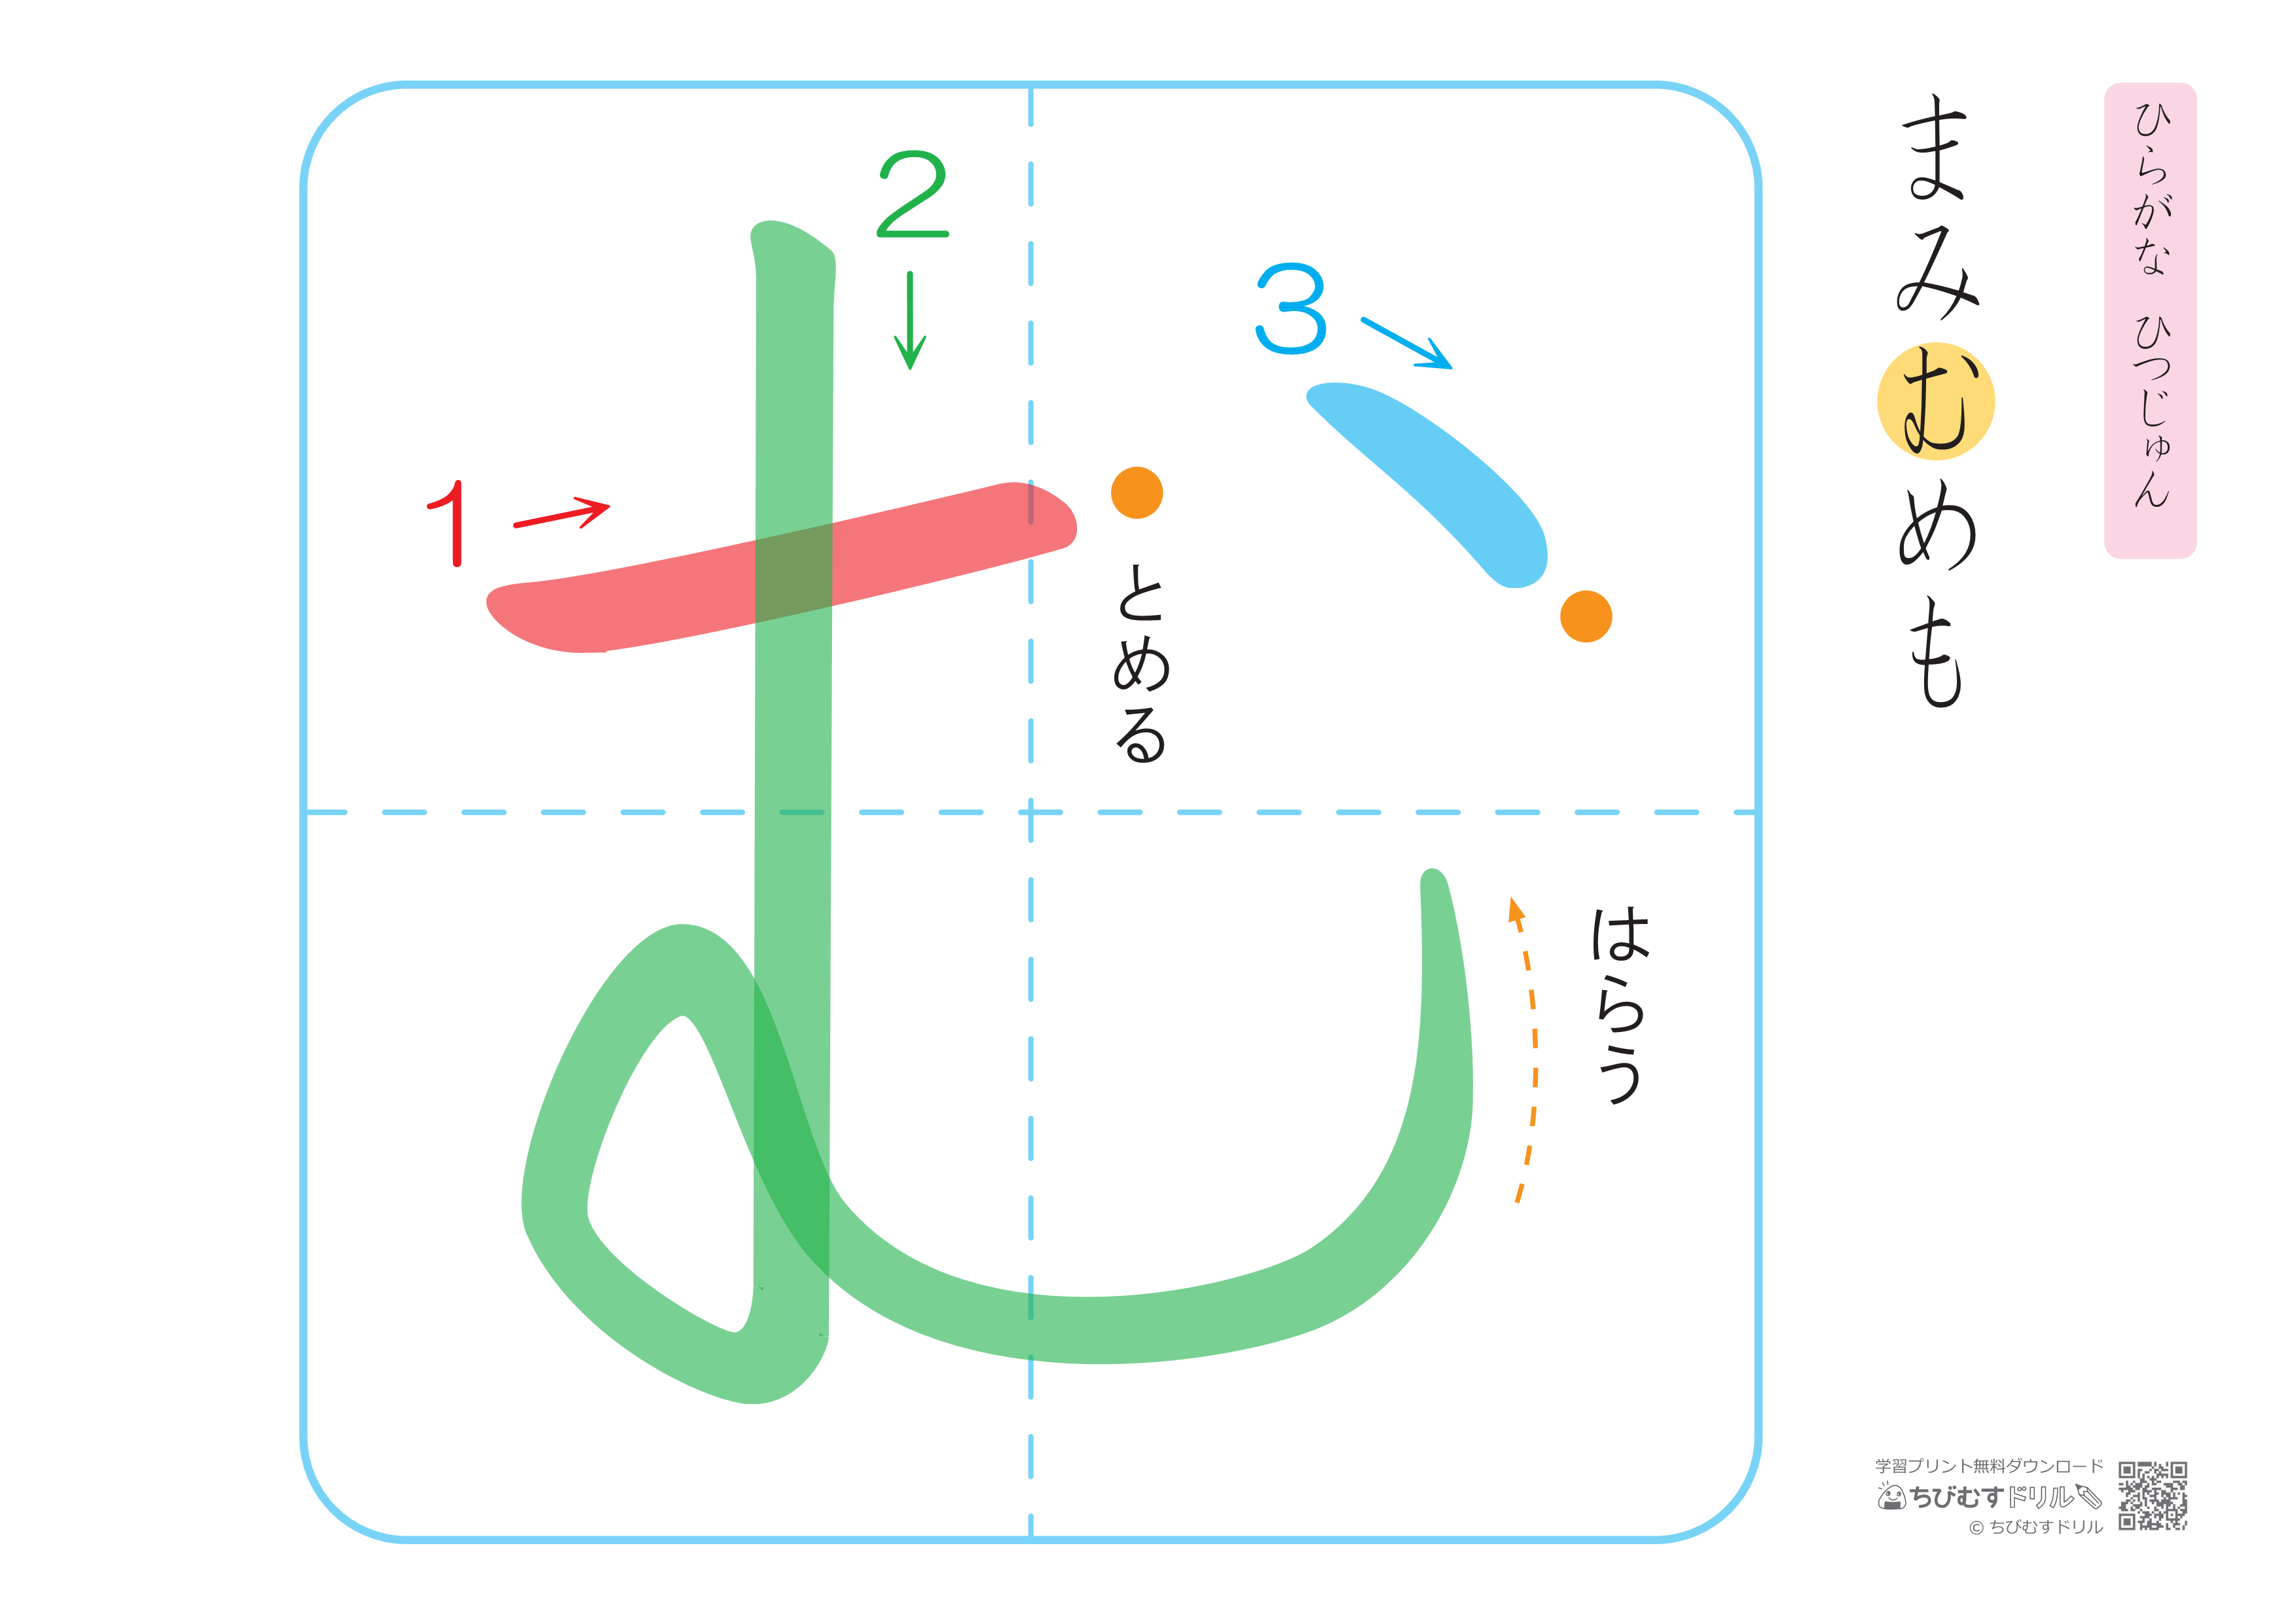 ひらがな ひつじゅん
まみむめも
1
2
3
とめる
はらう
学習プリント無料ダウンロード
ちびむすドリル
© ちびむすドリル